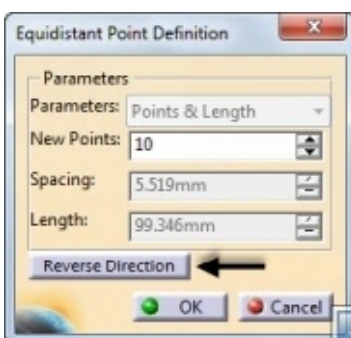 Equidistant Point Definition
Parameters
Parameters: Points & Length
New Points: 10
Spacing: 5.519mm
Length: 99.346mm
Reverse Direction
OK Cancel